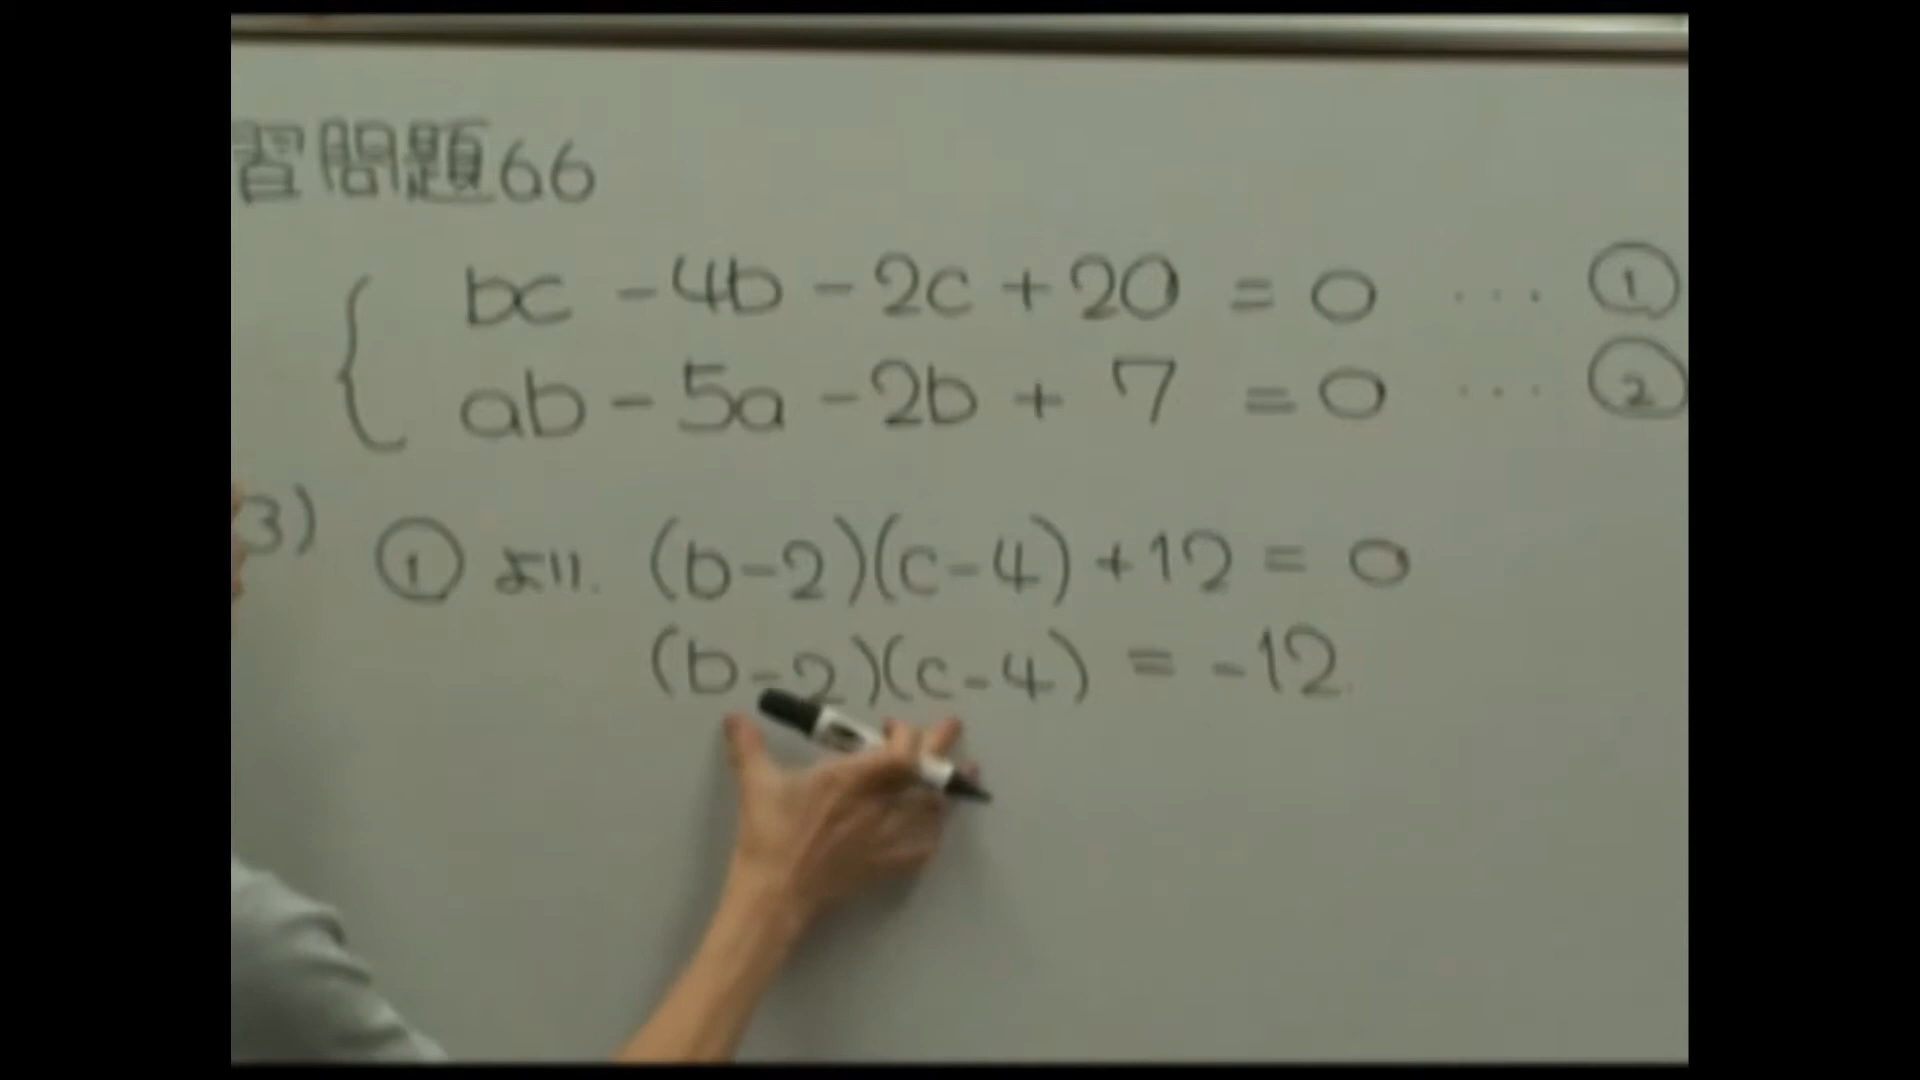 習問題66
bc - 4b - 2c + 20 = 0 ... ①
ab - 5a - 2b + 7 = 0 ... ②
3) ① より. (b-2)(c-4) + 12 = 0
(b-2)(c-4) = -12